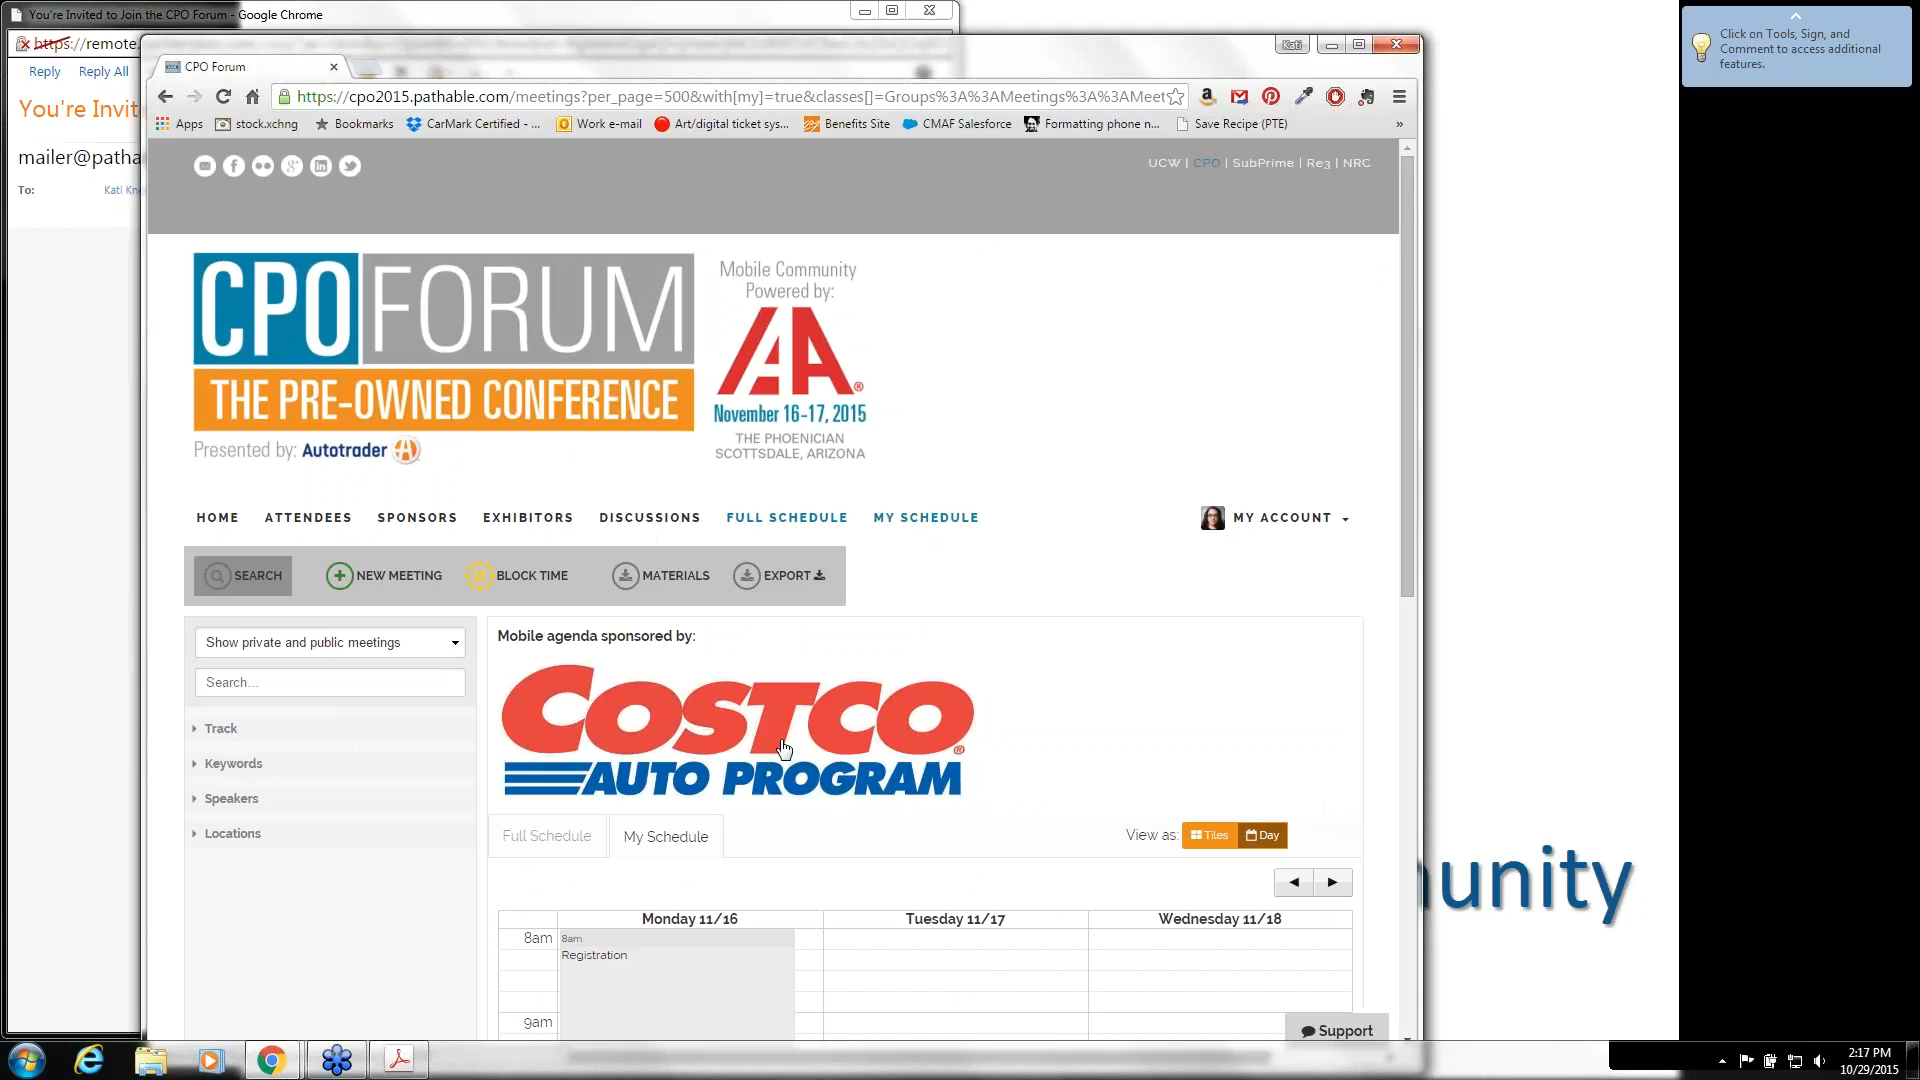 You're Invited to Join the CPO Forum - Google Chrome
https://remote.
Reply Reply All
You're Invit
mailer@patha
To: Kati Kn
Kati
CPO Forum
https://cpo2015.pathable.com/meetings?per_page=500&with[my]=true&classes[]=Groups%3A%3AMeetings%3A%3AMeet
Apps stock.xchng Bookmarks CarMark Certified - ... Work e-mail Art/digital ticket sys... Benefits Site CMAF Salesforce Formatting phone n... Save Recipe (PTE) »
UCW | CPO | SubPrime | Re3 | NRC
CPO FORUM
THE PRE-OWNED CONFERENCE
Presented by: Autotrader
Mobile Community
Powered by:
IAA®
November 16-17, 2015
THE PHOENICIAN
SCOTTSDALE, ARIZONA
HOME ATTENDEES SPONSORS EXHIBITORS DISCUSSIONS FULL SCHEDULE MY SCHEDULE MY ACCOUNT
SEARCH NEW MEETING BLOCK TIME MATERIALS EXPORT
Show private and public meetings
Search...
Track
Keywords
Speakers
Locations
Mobile agenda sponsored by:
COSTCO®
AUTO PROGRAM
Full Schedule My Schedule
View as: Tiles Day
Monday 11/16 Tuesday 11/17 Wednesday 11/18
8am 8am
Registration
9am
Support
unity
Click on Tools, Sign, and
Comment to access additional
features.
2:17 PM
10/29/2015